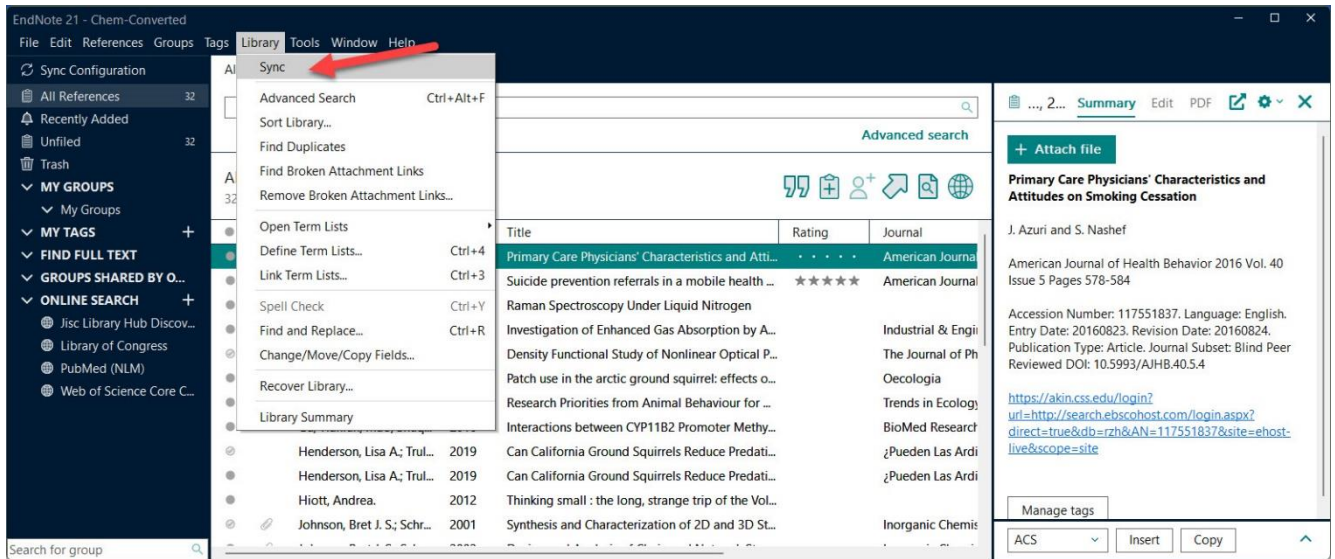 EndNote 21 - Chem-Converted
File Edit References Groups Tags Library Tools Window Help
Sync Configuration
All References 32
Recently Added
Unfiled 32
Trash
MY GROUPS
My Groups
MY TAGS +
FIND FULL TEXT
GROUPS SHARED BY O...
ONLINE SEARCH +
Jisc Library Hub Discov...
Library of Congress
PubMed (NLM)
Web of Science Core C...
Search for group
Sync
Advanced Search Ctrl+Alt+F
Sort Library...
Find Duplicates
Find Broken Attachment Links
Remove Broken Attachment Links...
Open Term Lists
Define Term Lists... Ctrl+4
Link Term Lists... Ctrl+3
Spell Check Ctrl+Y
Find and Replace... Ctrl+R
Change/Move/Copy Fields...
Recover Library...
Library Summary
Advanced search
Title Rating Journal
Primary Care Physicians' Characteristics and Atti... American Journal
Suicide prevention referrals in a mobile health ... ★★★★★ American Journal
Raman Spectroscopy Under Liquid Nitrogen
Investigation of Enhanced Gas Absorption by A... Industrial & Engi
Density Functional Study of Nonlinear Optical P... The Journal of Ph
Patch use in the arctic ground squirrel: effects o... Oecologia
Research Priorities from Animal Behaviour for ... Trends in Ecology
Interactions between CYP11B2 Promoter Methy... BioMed Research
Henderson, Lisa A.; Trul... 2019 Can California Ground Squirrels Reduce Predati... ¿Pueden Las Ardi
Henderson, Lisa A.; Trul... 2019 Can California Ground Squirrels Reduce Predati... ¿Pueden Las Ardi
Hiott, Andrea. 2012 Thinking small : the long, strange trip of the Vol...
Johnson, Bret J. S.; Schr... 2001 Synthesis and Characterization of 2D and 3D St... Inorganic Chemis
..., 2... Summary Edit PDF
+ Attach file
Primary Care Physicians' Characteristics and
Attitudes on Smoking Cessation
J. Azuri and S. Nashef
American Journal of Health Behavior 2016 Vol. 40
Issue 5 Pages 578-584
Accession Number: 117551837. Language: English.
Entry Date: 20160823. Revision Date: 20160824.
Publication Type: Article. Journal Subset: Blind Peer
Reviewed DOI: 10.5993/AJHB.40.5.4
https://akin.css.edu/login?
url=http://search.ebscohost.com/login.aspx?
direct=true&db=rzh&AN=117551837&site=ehost-
live&scope=site
Manage tags
ACS Insert Copy